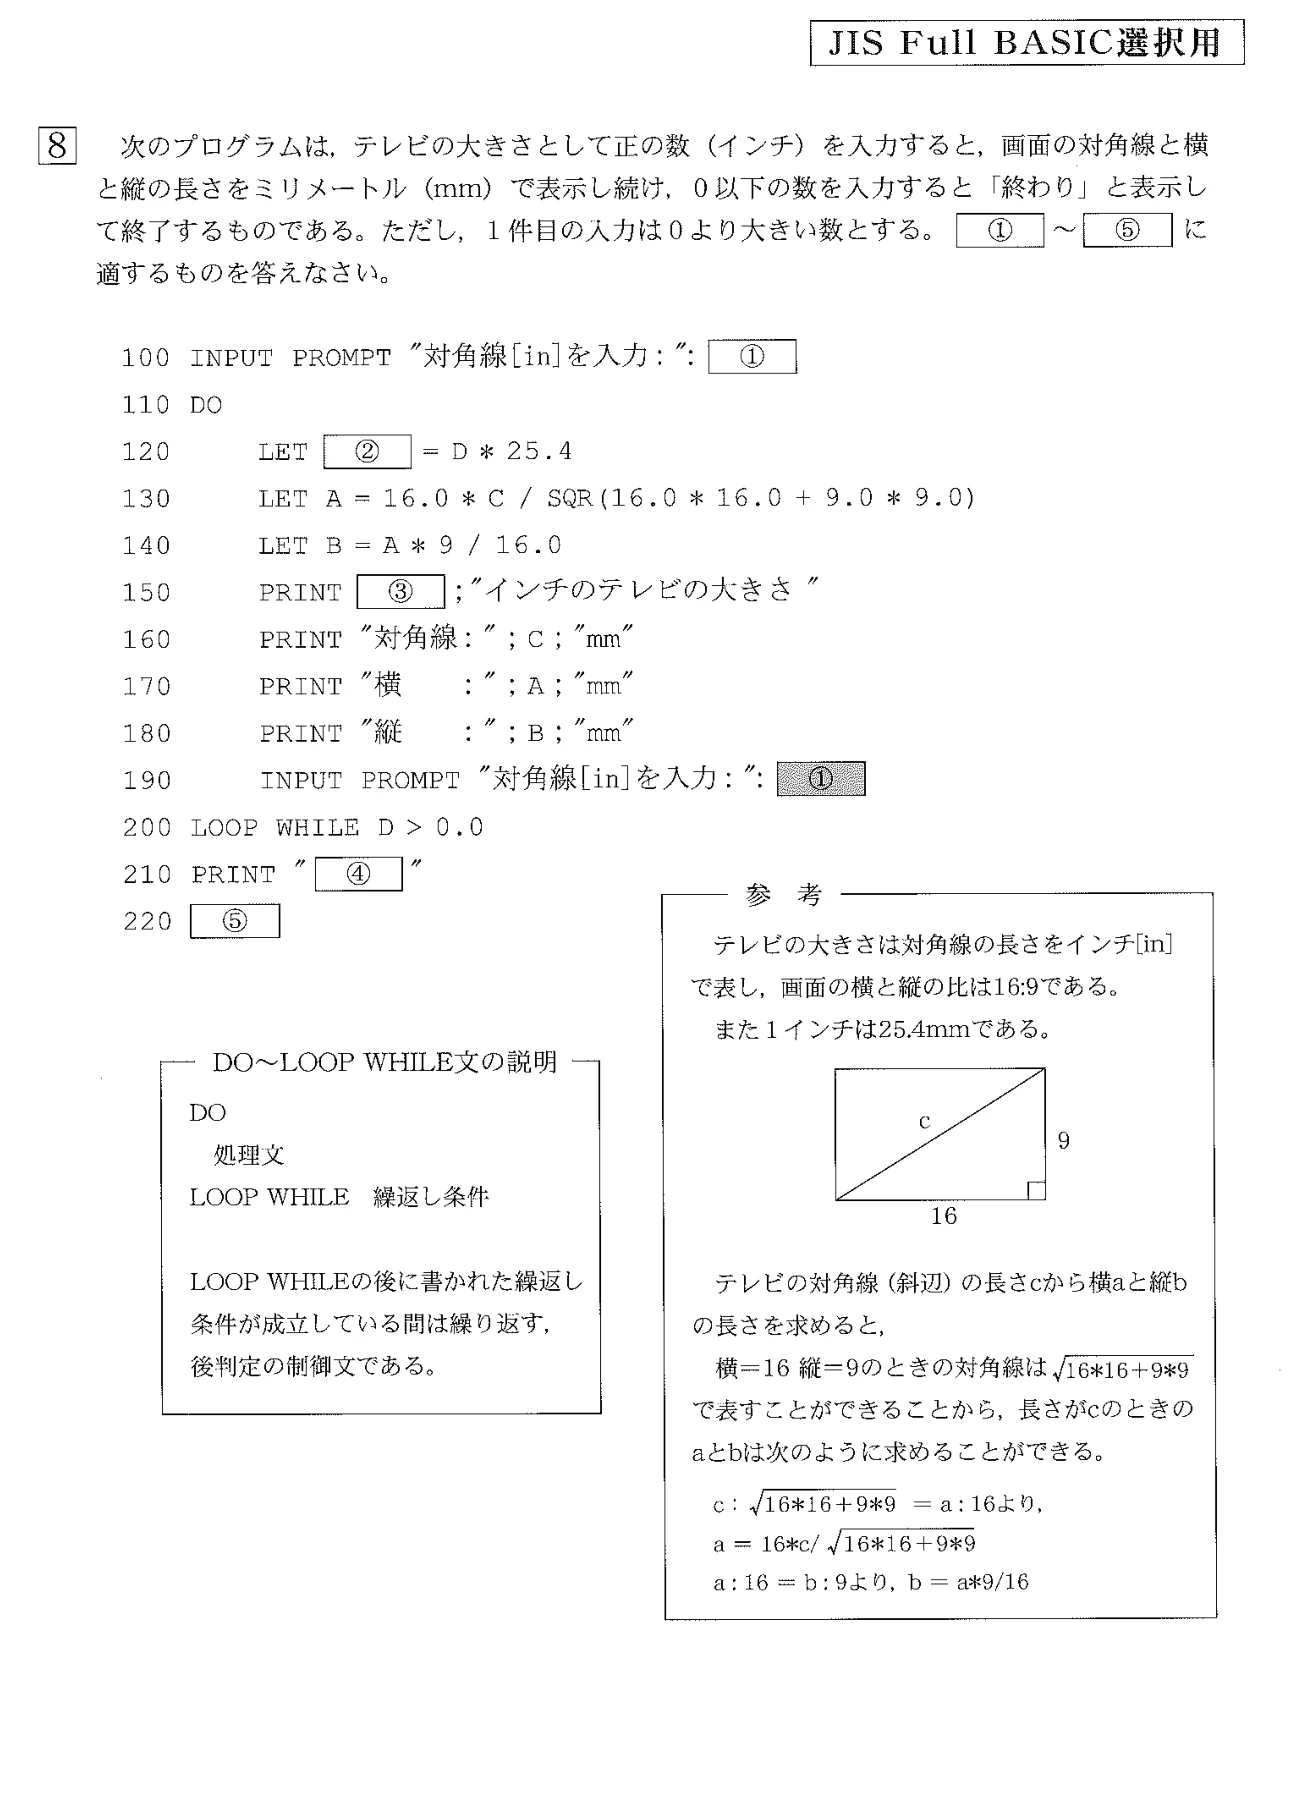 JIS Full BASIC選択用
8 次のプログラムは，テレビの大きさとして正の数（インチ）を入力すると，画面の対角線と横
と縦の長さをミリメートル（mm）で表示し続け，0以下の数を入力すると「終わり」と表示し
て終了するものである。ただし，1件目の入力は0より大きい数とする。 ① ～ ⑤ に
適するものを答えなさい。
100 INPUT PROMPT "対角線[in]を入力：": ①
110 DO
120 LET ② = D * 25.4
130 LET A = 16.0 * C / SQR(16.0 * 16.0 + 9.0 * 9.0)
140 LET B = A * 9 / 16.0
150 PRINT ③ ;"インチのテレビの大きさ "
160 PRINT "対角線：";C;"mm"
170 PRINT "横　　：";A;"mm"
180 PRINT "縦　　：";B;"mm"
190 INPUT PROMPT "対角線[in]を入力：": ①
200 LOOP WHILE D > 0.0
210 PRINT " ④ "
220 ⑤
DO～LOOP WHILE文の説明
DO
処理文
LOOP WHILE　繰返し条件
LOOP WHILEの後に書かれた繰返し
条件が成立している間は繰り返す，
後判定の制御文である。
参　考
テレビの大きさは対角線の長さをインチ[in]
で表し，画面の横と縦の比は16:9である。
また1インチは25.4mmである。
c
9
16
テレビの対角線（斜辺）の長さcから横aと縦b
の長さを求めると，
横＝16 縦＝9のときの対角線は√16*16+9*9
で表すことができることから，長さがcのときの
aとbは次のように求めることができる。
c : √16*16+9*9 = a : 16より，
a = 16*c/ √16*16+9*9
a : 16 = b : 9より，b = a*9/16